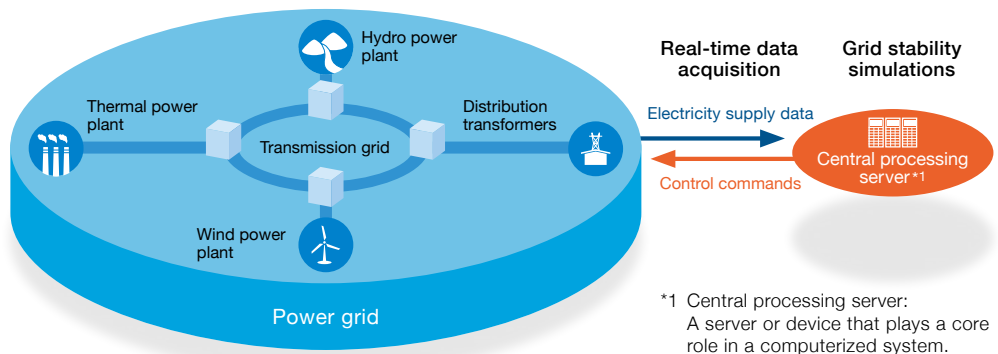 Hydro power
plant
Thermal power
plant
Distribution
transformers
Transmission grid
Wind power
plant
Power grid
Real-time data
acquisition
Grid stability
simulations
Electricity supply data
Control commands
Central processing
server*1
*1 Central processing server:
A server or device that plays a core
role in a computerized system.